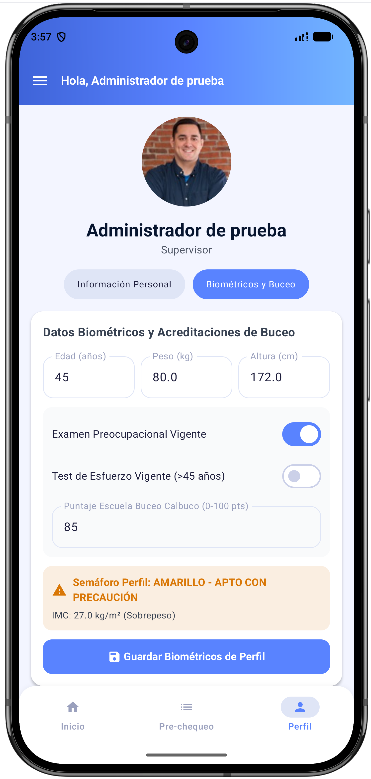 3:57
Hola, Administrador de prueba
Administrador de prueba
Supervisor
Información Personal
Biométricos y Buceo
Datos Biométricos y Acreditaciones de Buceo
Edad (años)
Peso (kg)
Altura (cm)
45
80.0
172.0
Examen Preocupacional Vigente
Test de Esfuerzo Vigente (>45 años)
Puntaje Escuela Buceo Calbuco (0-100 pts)
85
Semáforo Perfil: AMARILLO - APTO CON
PRECAUCIÓN
IMC: 27.0 kg/m² (Sobrepeso)
Guardar Biométricos de Perfil
Inicio
Pre-chequeo
Perfil